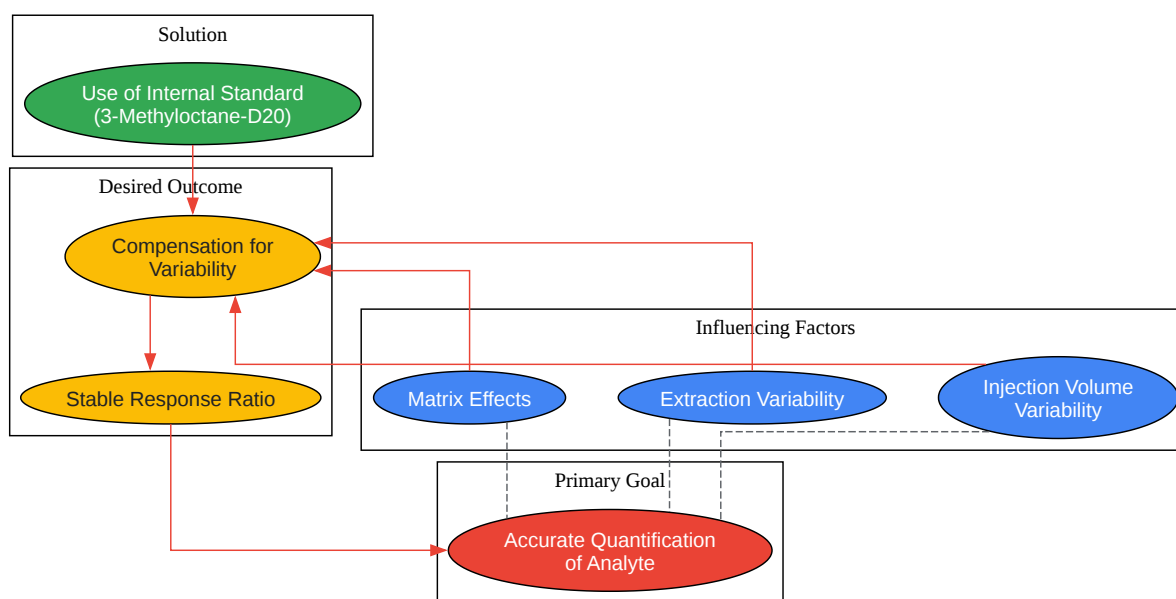 Solution
Use of Internal Standard
(3-Methyloctane-D20)
Desired Outcome
Compensation for
Variability
Stable Response Ratio
Influencing Factors
Matrix Effects
Extraction Variability
Injection Volume
Variability
Primary Goal
Accurate Quantification
of Analyte